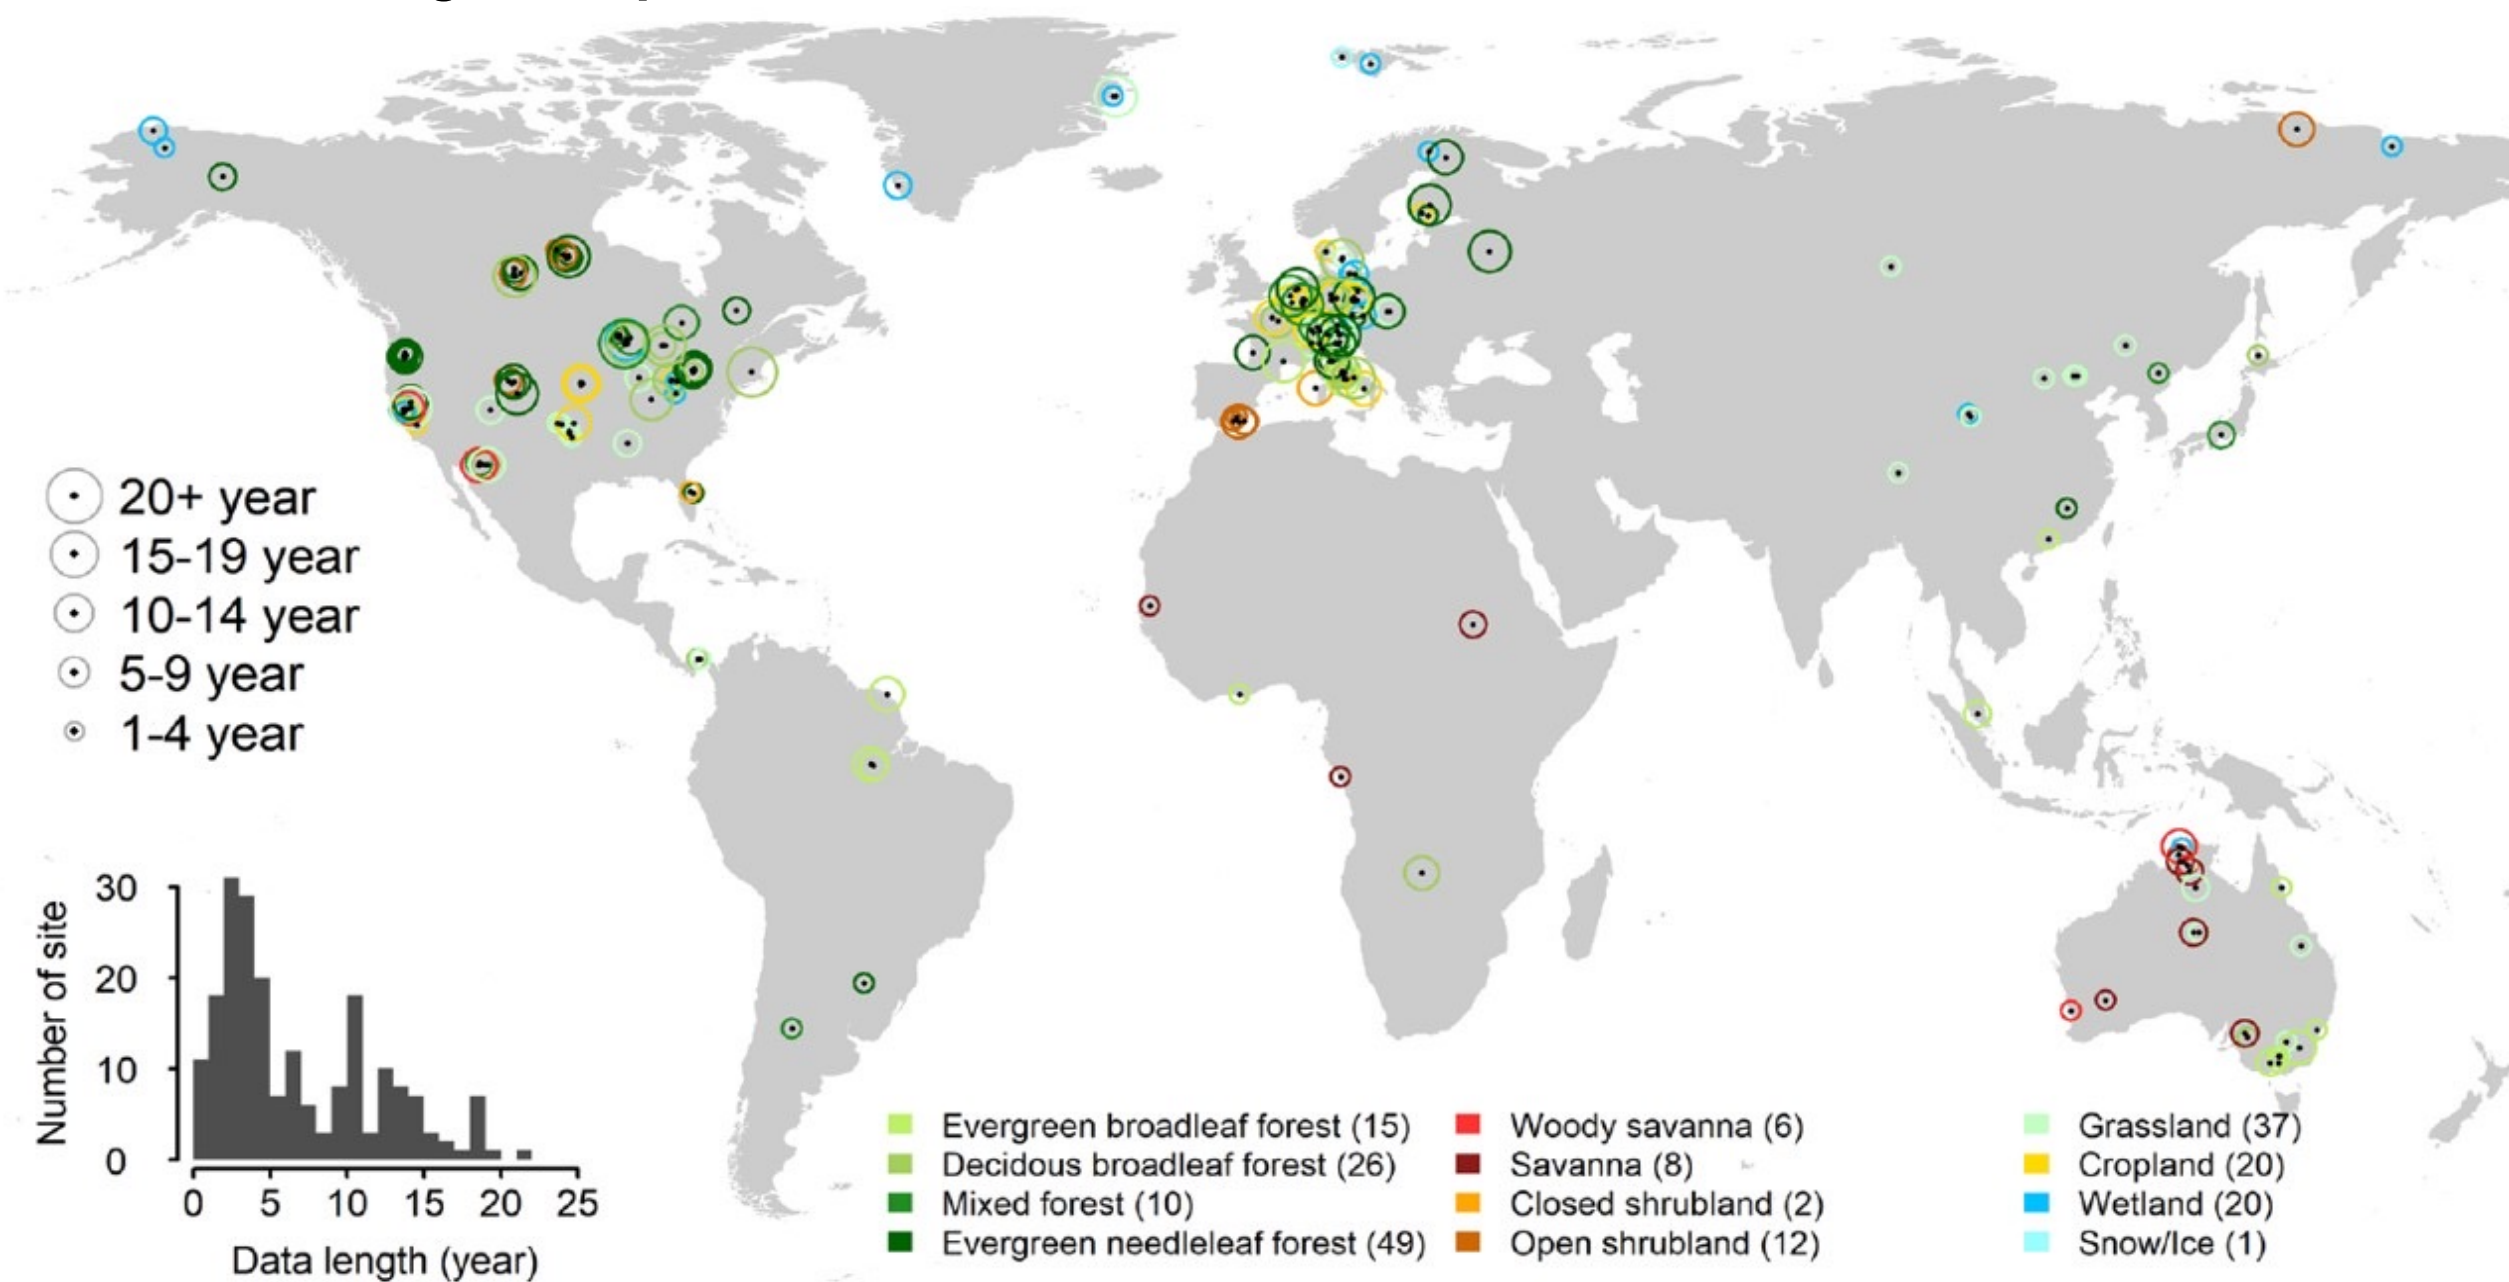 20+ year
15-19 year
10-14 year
5-9 year
1-4 year
Number of site
30
20
10
0
0 5 10 15 20 25
Data length (year)
Evergreen broadleaf forest (15)
Decidous broadleaf forest (26)
Mixed forest (10)
Evergreen needleleaf forest (49)
Woody savanna (6)
Savanna (8)
Closed shrubland (2)
Open shrubland (12)
Grassland (37)
Cropland (20)
Wetland (20)
Snow/Ice (1)